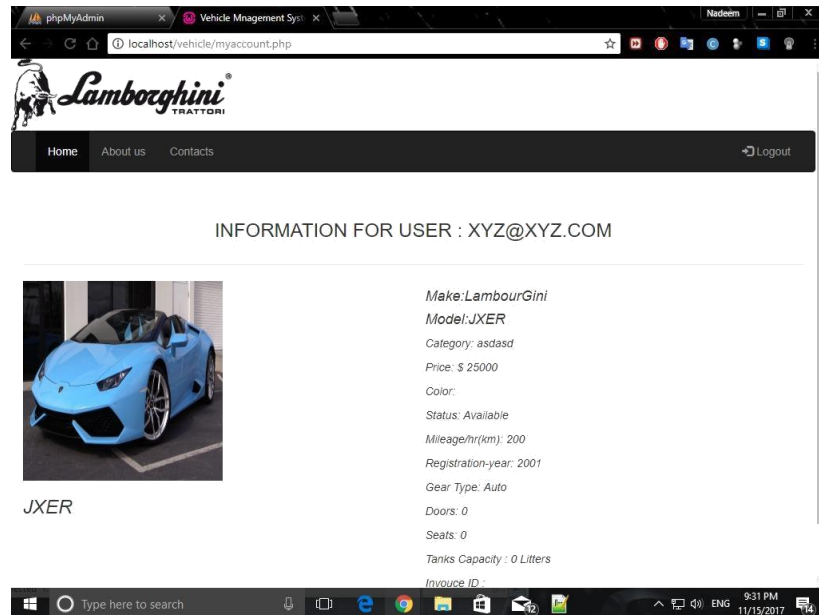 phpMyAdmin
Vehicle Mnagement Syst
Nadeem
localhost/vehicle/myaccount.php
Lamborghini®
TRATTORI
Home About us Contacts Logout
INFORMATION FOR USER : XYZ@XYZ.COM
Make:LambourGini
Model:JXER
Category: asdasd
Price: $ 25000
Color:
Status: Available
Mileage/hr(km): 200
Registration-year: 2001
Gear Type: Auto
JXER
Doors: 0
Seats: 0
Tanks Capacity : 0 Litters
Invouce ID :
Type here to search
12
ENG
9:31 PM
11/15/2017
14